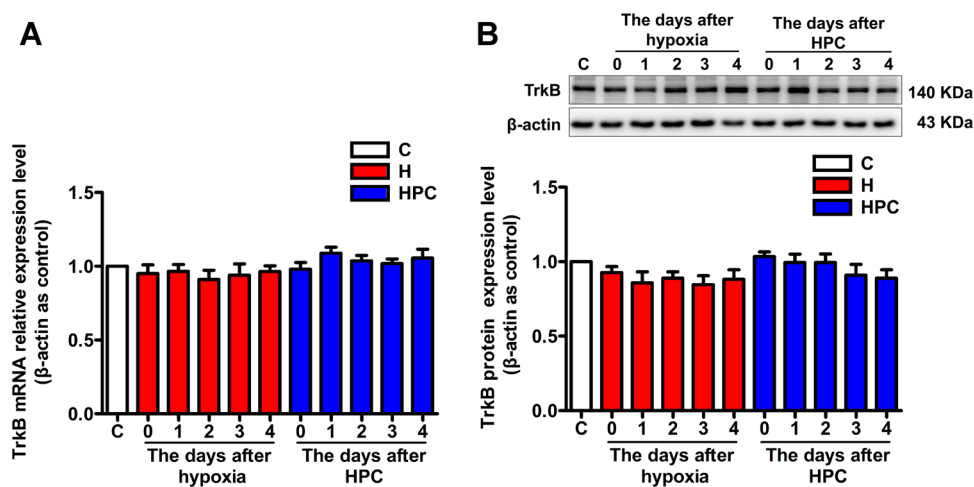 A
TrkB mRNA relative expression level
(β-actin as control)
C
H
HPC
1.5
1.0
0.5
0.0
C 0 1 2 3 4 0 1 2 3 4
The days after
hypoxia
The days after
HPC
B
The days after
hypoxia
The days after
HPC
C 0 1 2 3 4 0 1 2 3 4
TrkB 140 KDa
β-actin 43 KDa
TrkB protein expression level
(β-actin as control)
C
H
HPC
1.5
1.0
0.5
0.0
C 0 1 2 3 4 0 1 2 3 4
The days after
hypoxia
The days after
HPC